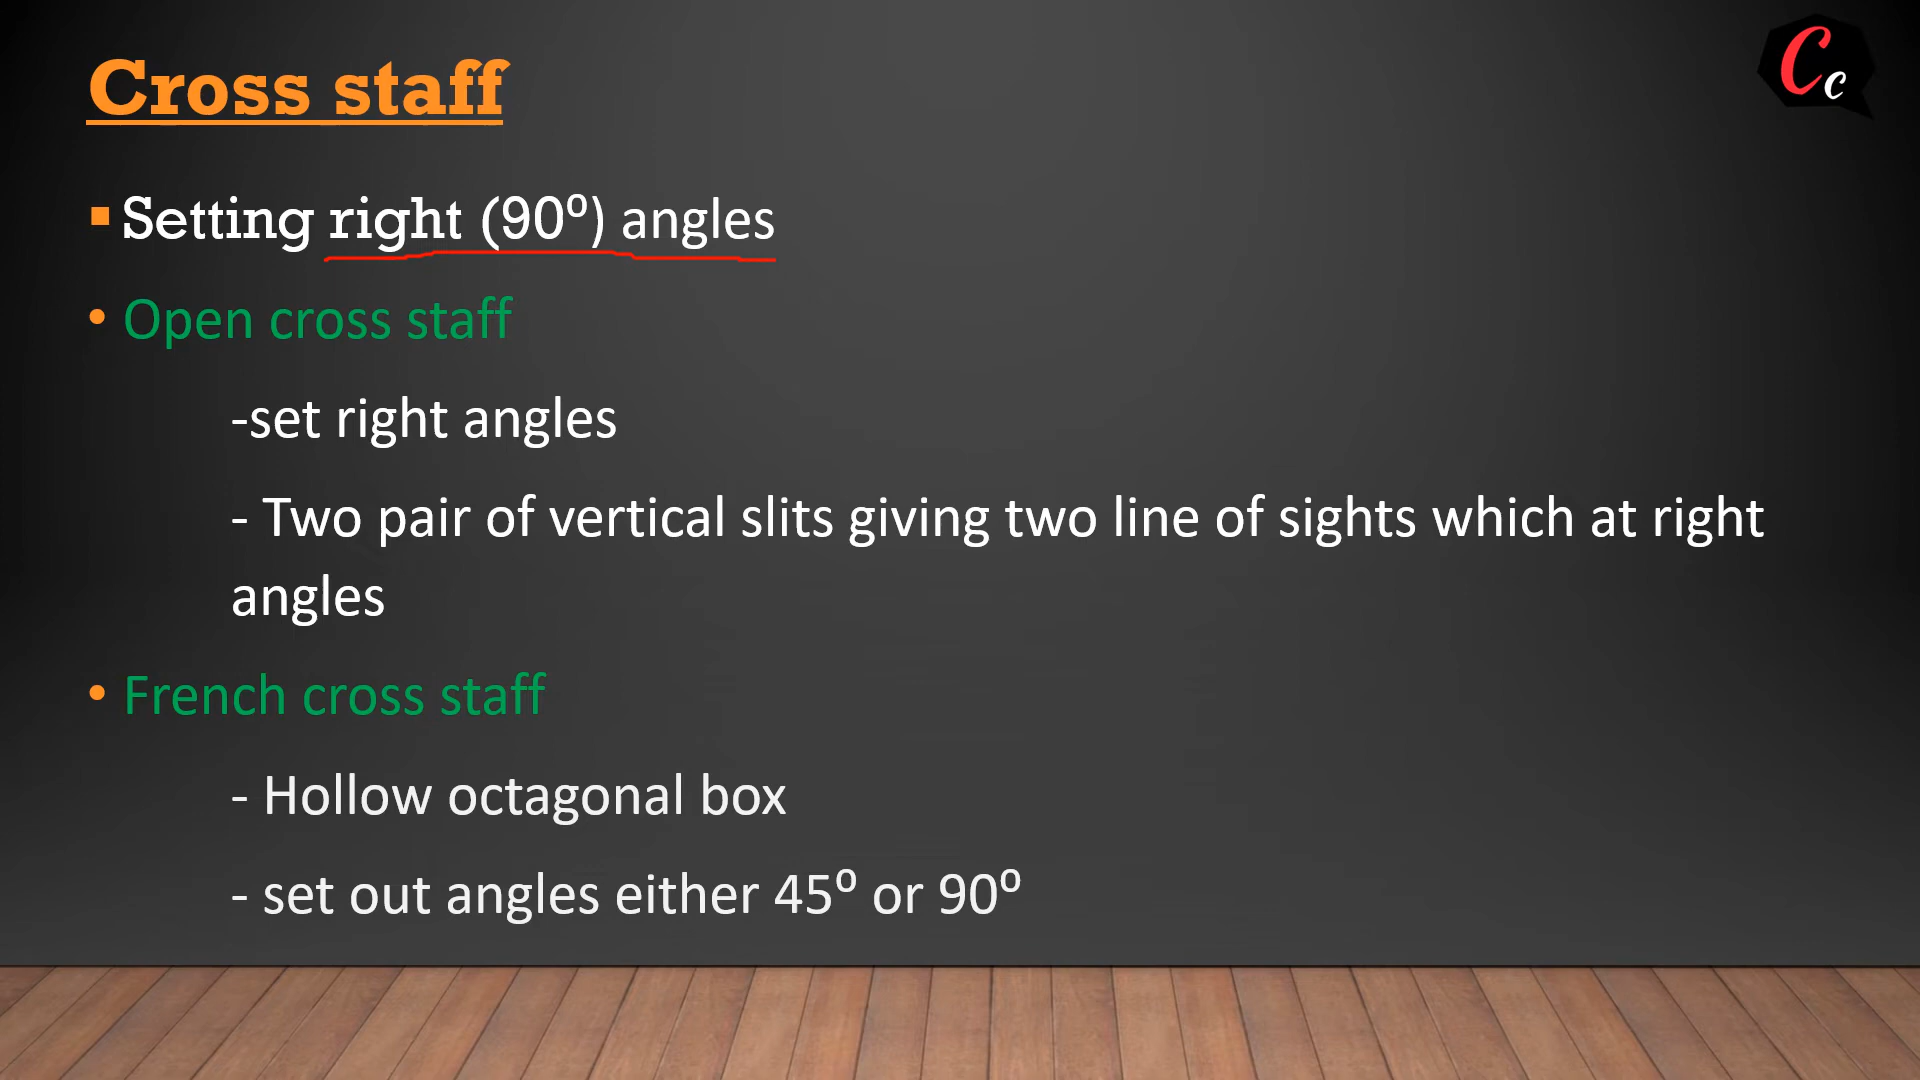 Cross staff
Cc
▪ Setting right (90⁰) angles
• Open cross staff
-set right angles
- Two pair of vertical slits giving two line of sights which at right
angles
• French cross staff
- Hollow octagonal box
- set out angles either 45⁰ or 90⁰